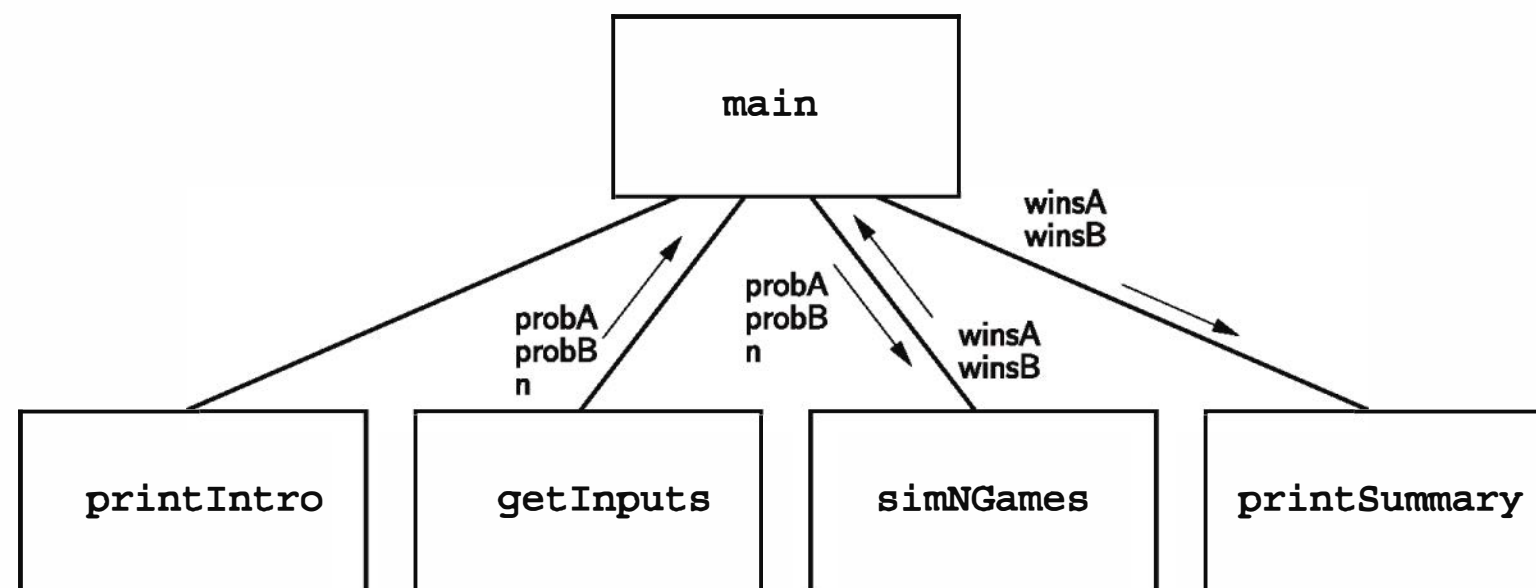 main
winsA
winsB
probA
probB
n
probA
probB
n
winsA
winsB
printIntro
getInputs
simNGames
printSummary